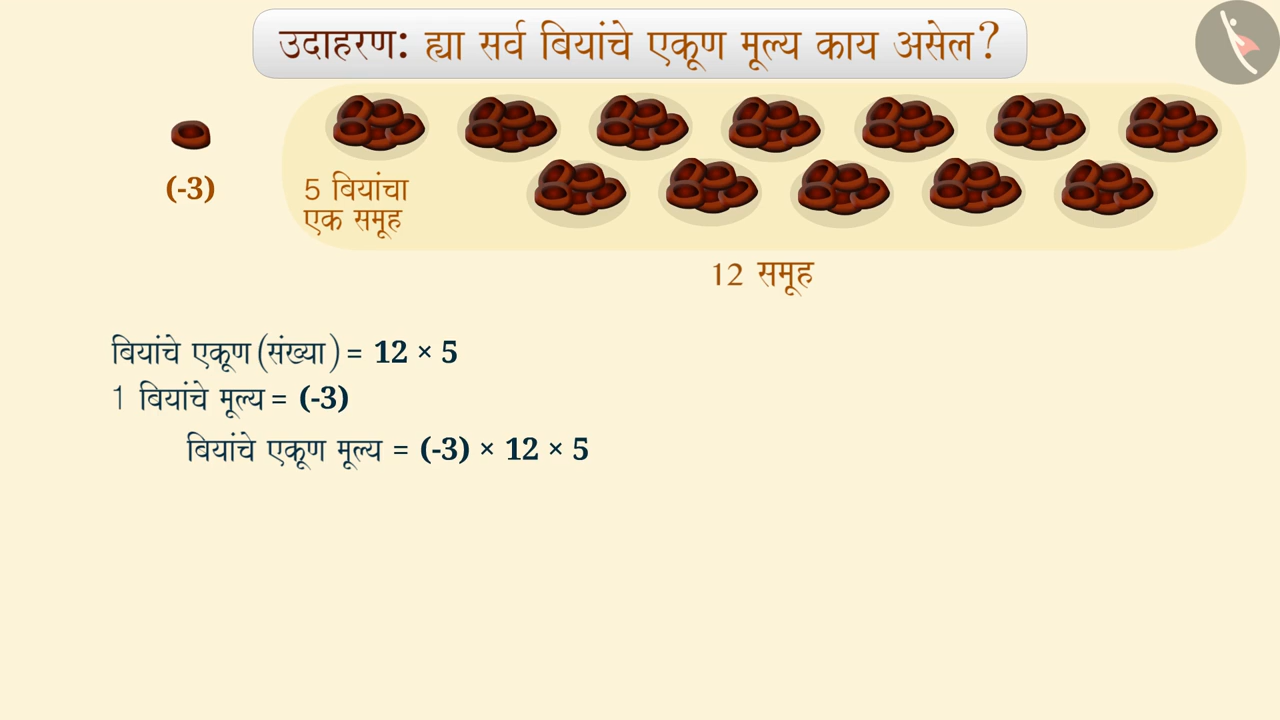 उदाहरण: ह्या सर्व बियांचे एकूण मूल्य काय असेल?
(-3)
5 बियांचा
एक समूह
12 समूह
बियांचे एकूण (संख्या) = 12 × 5
1 बियांचे मूल्य = (-3)
बियांचे एकूण मूल्य = (-3) × 12 × 5